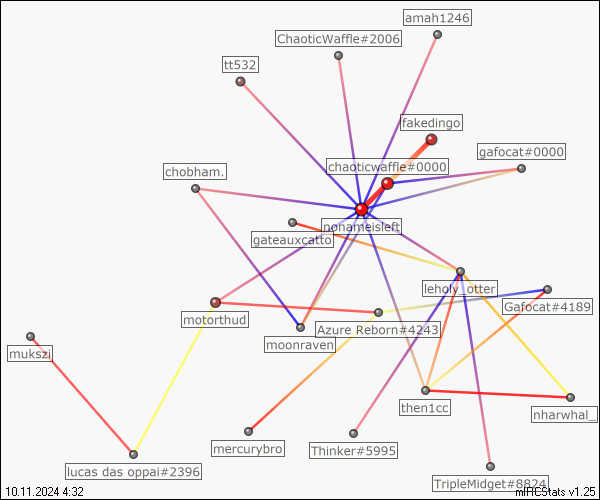 amah1246
ChaoticWaffle#2006
tt532
fakedingo
gafocat#0000
chaoticwaffle#0000
chobham.
nonameisleft
gateauxcatto
leholy_otter
Gafocat#4189
motorthud
Azure Reborn#4243
moonraven
mukszi
then1cc
nharwhal_
mercurybro
Thinker#5995
lucas das oppai#2396
TripleMidget#8824
10.11.2024 4:32
mIRCStats v1.25